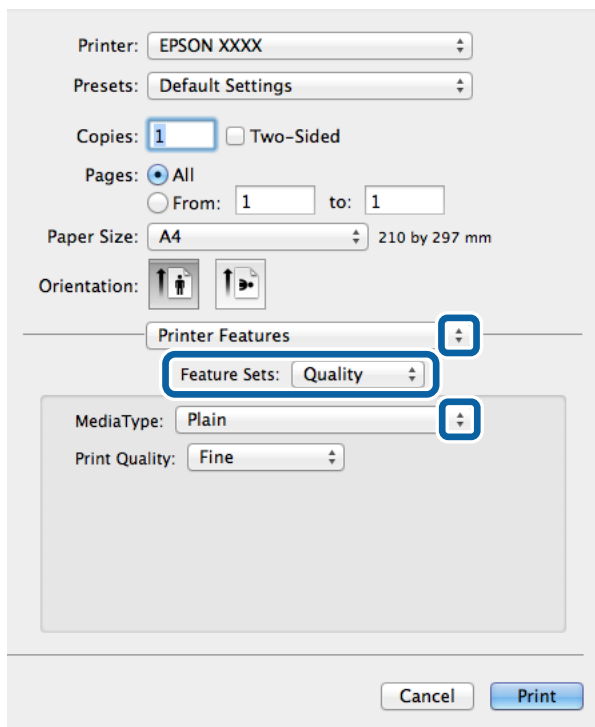 Printer: EPSON XXXX
Presets: Default Settings
Copies: 1 Two-Sided
Pages: All
From: 1 to: 1
Paper Size: A4 210 by 297 mm
Orientation:
Printer Features
Feature Sets: Quality
MediaType: Plain
Print Quality: Fine
Cancel Print